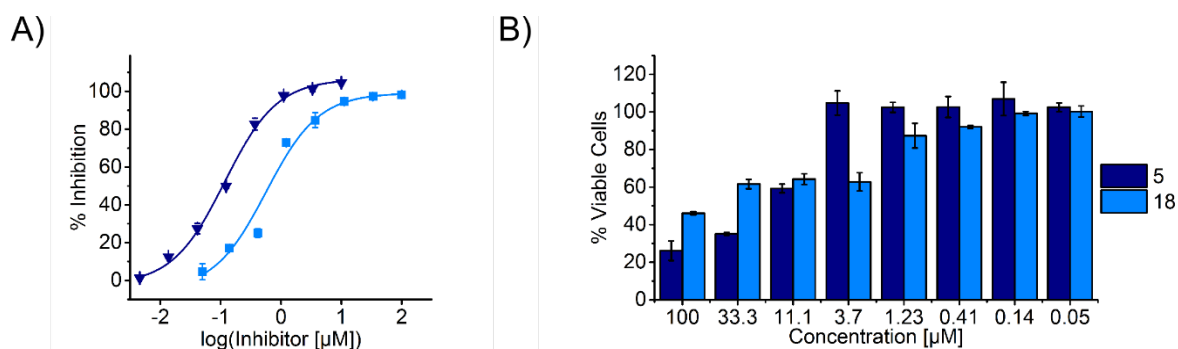 A)
% Inhibition
100
80
60
40
20
0
-2 -1 0 1 2
log(Inhibitor [µM])
B)
% Viable Cells
120
100
80
60
40
20
0
100 33.3 11.1 3.7 1.23 0.41 0.14 0.05
Concentration [µM]
5
18